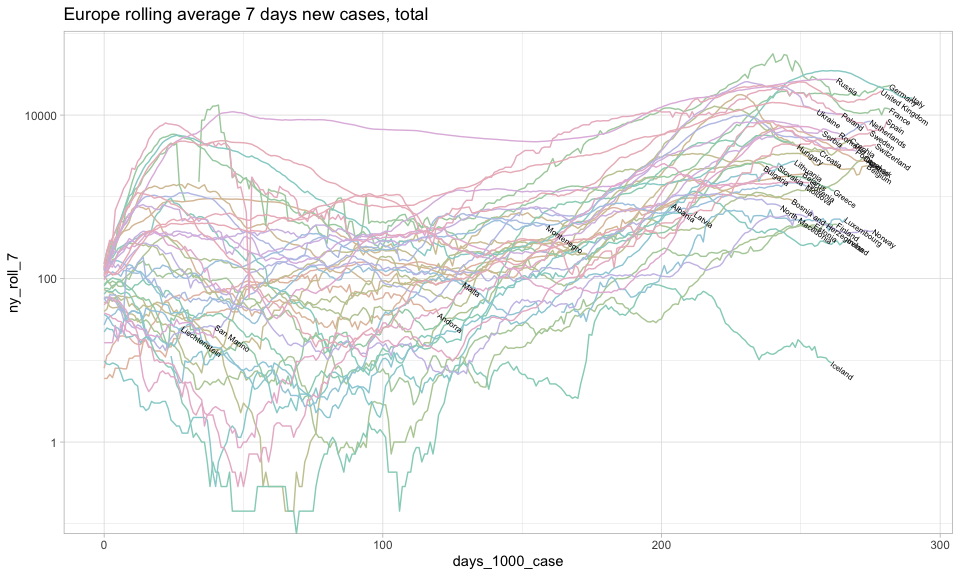 Europe rolling average 7 days new cases, total
ny_roll_7
10000
100
1
Russia
Germany
Italy
United Kingdom
France
Ukraine
Poland
Spain
Netherlands
Sweden
Serbia
Switzerland
Hungary
Croatia
Belgium
Lithuania
Slovakia
Bulgaria
Moldova
Greece
Albania
Latvia
Bosnia and Herzegovina
North Macedonia
Luxembourg
Finland
Norway
Montenegro
Malta
Andorra
San Marino
Liechtenstein
Iceland
0
100
200
300
days_1000_case